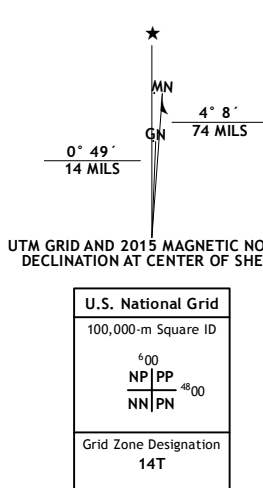 ★
MN
4° 8´
74 MILS
GN
0° 49´
14 MILS
UTM GRID AND 2015 MAGNETIC NO
DECLINATION AT CENTER OF SHE
U.S. National Grid
100,000-m Square ID
600
NP PP
4800
NN PN
Grid Zone Designation
14T